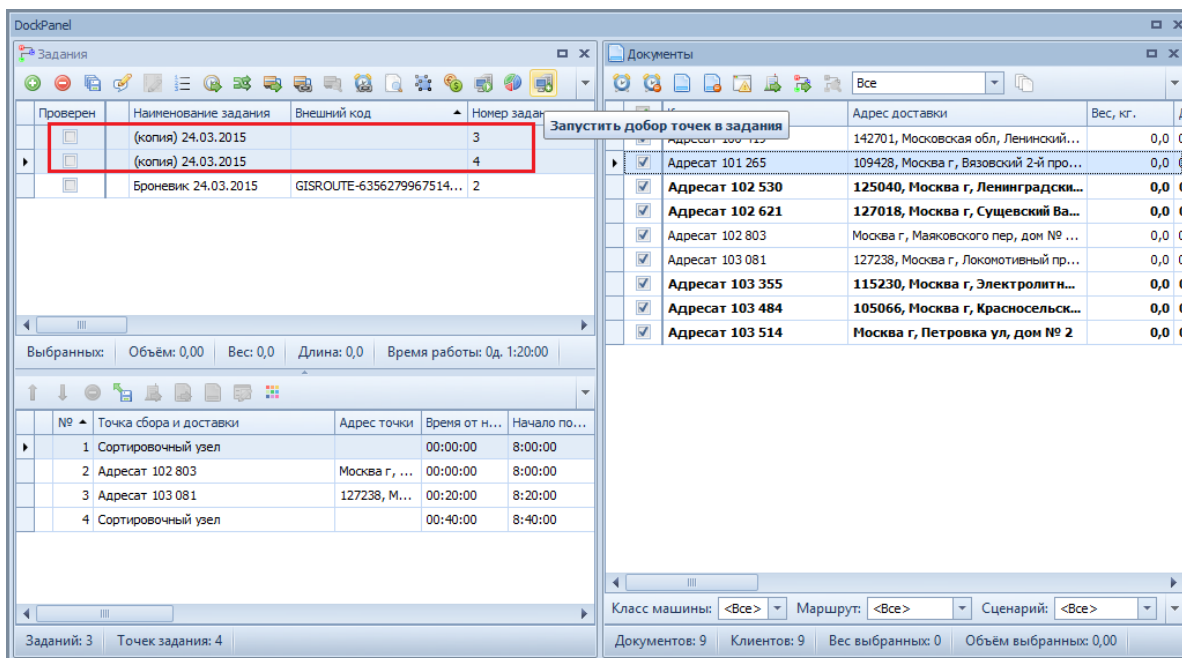 DockPanel
Задания
Проверен Наименование задания Внешний код Номер задан
(копия) 24.03.2015 3
(копия) 24.03.2015 4
Броневик 24.03.2015 GISROUTE-6356279967514... 2
Выбранных: Объём: 0,00 Вес: 0,0 Длина: 0,0 Время работы: 0д. 1:20:00
№ Точка сбора и доставки Адрес точки Время от н... Начало по...
1 Сортировочный узел 00:00:00 8:00:00
2 Адресат 102 803 Москва г, ... 00:00:00 8:00:00
3 Адресат 103 081 127238, М... 00:20:00 8:20:00
4 Сортировочный узел 00:40:00 8:40:00
Заданий: 3 Точек задания: 4
Документы
Все
Запустить добор точек в задания
Адрес доставки Вес, кг.
142701, Московская обл, Ленинский... 0,0
Адресат 101 265 109428, Москва г, Вязовский 2-й про... 0,0
Адресат 102 530 125040, Москва г, Ленинградски... 0,0
Адресат 102 621 127018, Москва г, Сущевский Ва... 0,0
Адресат 102 803 Москва г, Маяковского пер, дом № ... 0,0
Адресат 103 081 127238, Москва г, Локомотивный пр... 0,0
Адресат 103 355 115230, Москва г, Электролитн... 0,0
Адресат 103 484 105066, Москва г, Красносельск... 0,0
Адресат 103 514 Москва г, Петровка ул, дом № 2 0,0
Класс машины: <Все> Маршрут: <Все> Сценарий: <Все>
Документов: 9 Клиентов: 9 Вес выбранных: 0 Объём выбранных: 0,00